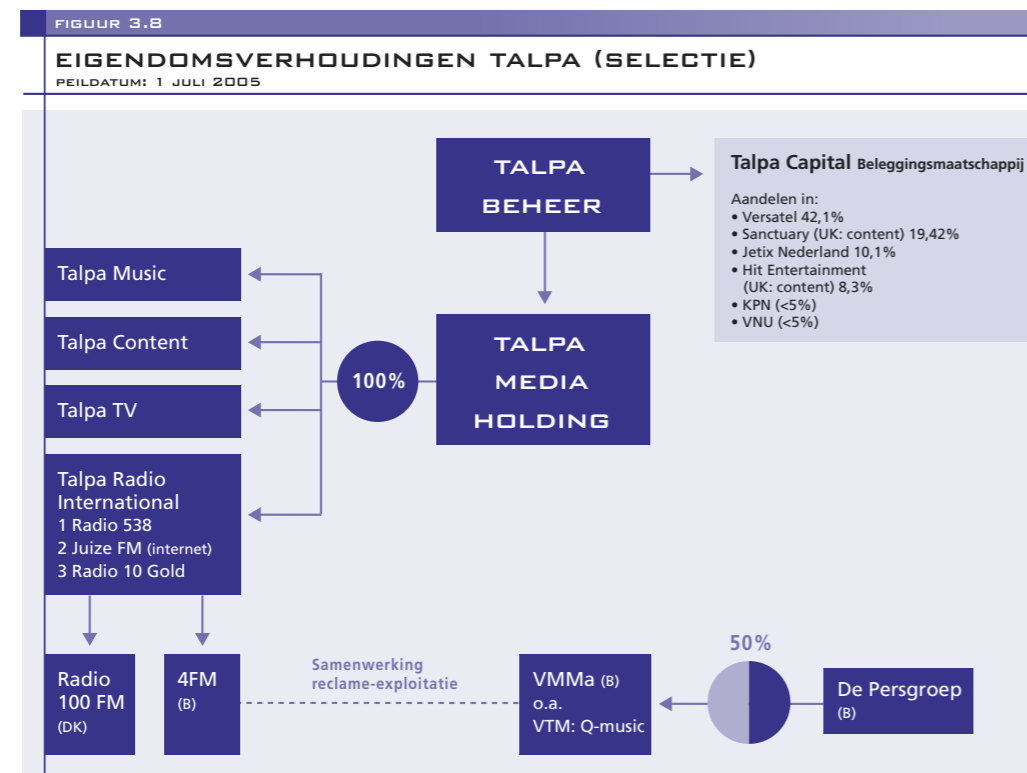 FIGUUR 3.8
EIGENDOMSVERHOUDINGEN TALPA (SELECTIE)
PEILDATUM: 1 JULI 2005
TALPA
BEHEER
Talpa Capital Beleggingsmaatschappij
Aandelen in:
• Versatel 42,1%
• Sanctuary (UK: content) 19,42%
• Jetix Nederland 10,1%
• Hit Entertainment
(UK: content) 8,3%
• KPN (<5%)
• VNU (<5%)
Talpa Music
Talpa Content
Talpa TV
100%
TALPA
MEDIA
HOLDING
Talpa Radio
International
1 Radio 538
2 Juize FM (internet)
3 Radio 10 Gold
Radio
100 FM
(DK)
4FM
(B)
Samenwerking
reclame-exploitatie
VMMa (B)
o.a.
VTM: Q-music
50%
De Persgroep
(B)